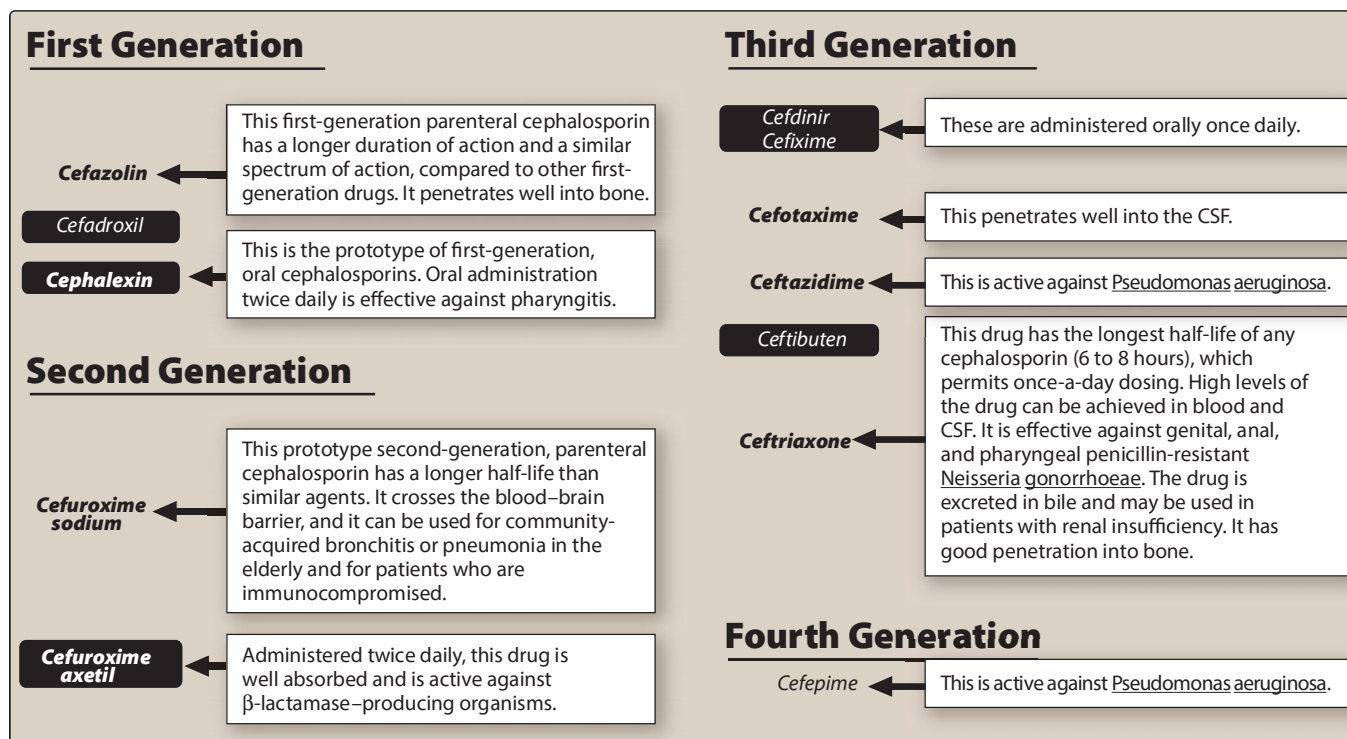 First Generation
Cefazolin
This first-generation parenteral cephalosporin
has a longer duration of action and a similar
spectrum of action, compared to other first-
generation drugs. It penetrates well into bone.
Cefadroxil
Cephalexin
This is the prototype of first-generation,
oral cephalosporins. Oral administration
twice daily is effective against pharyngitis.
Second Generation
Cefuroxime
sodium
This prototype second-generation, parenteral
cephalosporin has a longer half-life than
similar agents. It crosses the blood–brain
barrier, and it can be used for community-
acquired bronchitis or pneumonia in the
elderly and for patients who are
immunocompromised.
Cefuroxime
axetil
Administered twice daily, this drug is
well absorbed and is active against
β-lactamase–producing organisms.
Third Generation
Cefdinir
Cefixime
These are administered orally once daily.
Cefotaxime
This penetrates well into the CSF.
Ceftazidime
This is active against Pseudomonas aeruginosa.
Ceftibuten
Ceftriaxone
This drug has the longest half-life of any
cephalosporin (6 to 8 hours), which
permits once-a-day dosing. High levels of
the drug can be achieved in blood and
CSF. It is effective against genital, anal,
and pharyngeal penicillin-resistant
Neisseria gonorrhoeae. The drug is
excreted in bile and may be used in
patients with renal insufficiency. It has
good penetration into bone.
Fourth Generation
Cefepime
This is active against Pseudomonas aeruginosa.